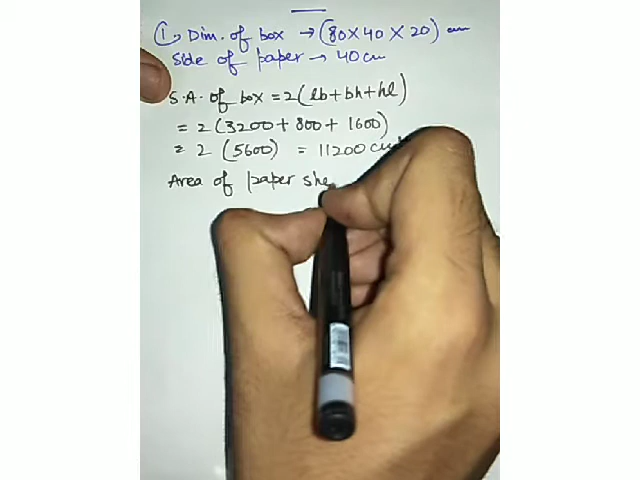 1, Dim. of box → (80×40×20) cm
Side of paper → 40cm
S.A. of box = 2(lb+bh+hl)
= 2(3200+800+1600)
= 2 (5600) = 11200 cm
Area of paper she